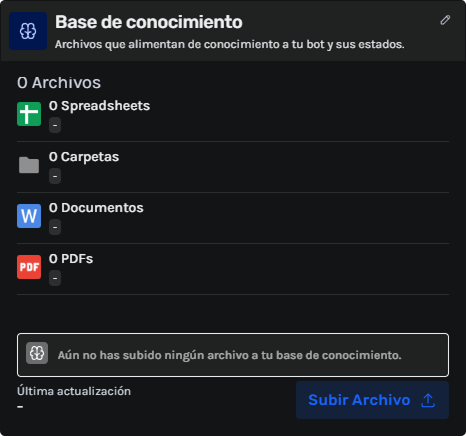 Base de conocimiento
Archivos que alimentan de conocimiento a tu bot y sus estados.
0 Archivos
0 Spreadsheets
-
0 Carpetas
-
W
0 Documentos
-
PDF
0 PDFs
-
Aún no has subido ningún archivo a tu base de conocimiento.
Última actualización
-
Subir Archivo